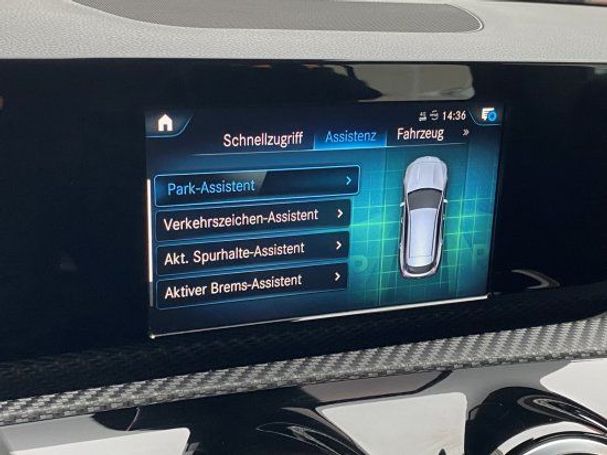 14:36
Schnellzugriff Assistenz Fahrzeug »
Park-Assistent >
Verkehrszeichen-Assistent >
Akt. Spurhalte-Assistent >
Aktiver Brems-Assistent >